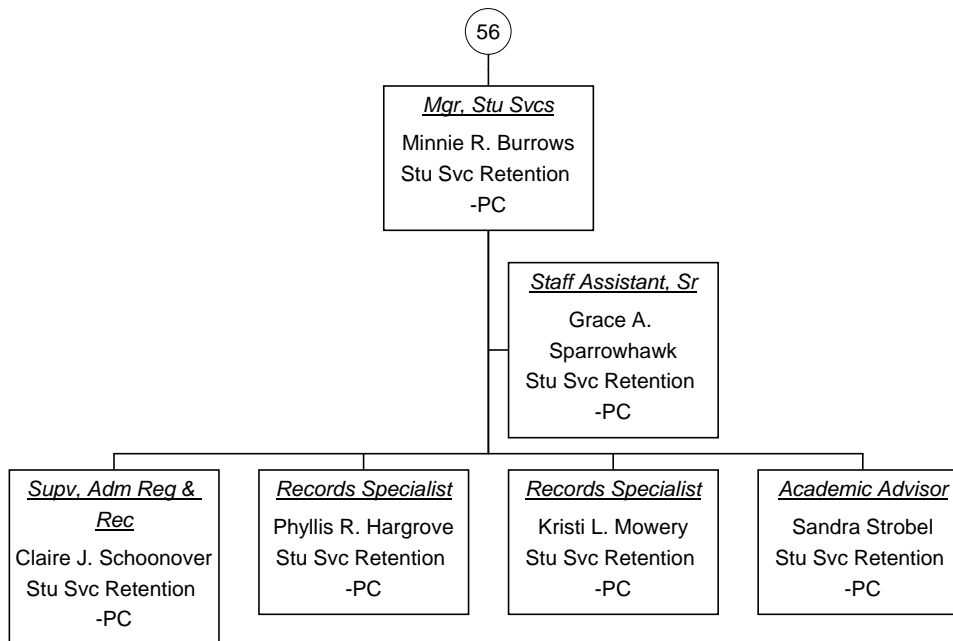 56
Mgr, Stu Svcs
Minnie R. Burrows
Stu Svc Retention
-PC
Staff Assistant, Sr
Grace A.
Sparrowhawk
Stu Svc Retention
-PC
Supv, Adm Reg &
Rec
Claire J. Schoonover
Stu Svc Retention
-PC
Records Specialist
Phyllis R. Hargrove
Stu Svc Retention
-PC
Records Specialist
Kristi L. Mowery
Stu Svc Retention
-PC
Academic Advisor
Sandra Strobel
Stu Svc Retention
-PC